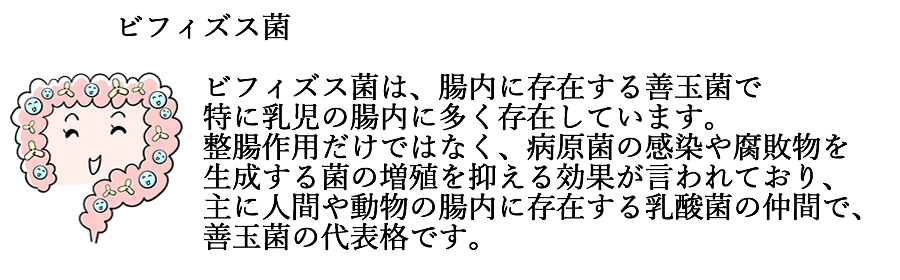 ビフィズス菌
ビフィズス菌は、腸内に存在する善玉菌で
特に乳児の腸内に多く存在しています。
整腸作用だけではなく、病原菌の感染や腐敗物を
生成する菌の増殖を抑える効果が言われており、
主に人間や動物の腸内に存在する乳酸菌の仲間で、
善玉菌の代表格です。